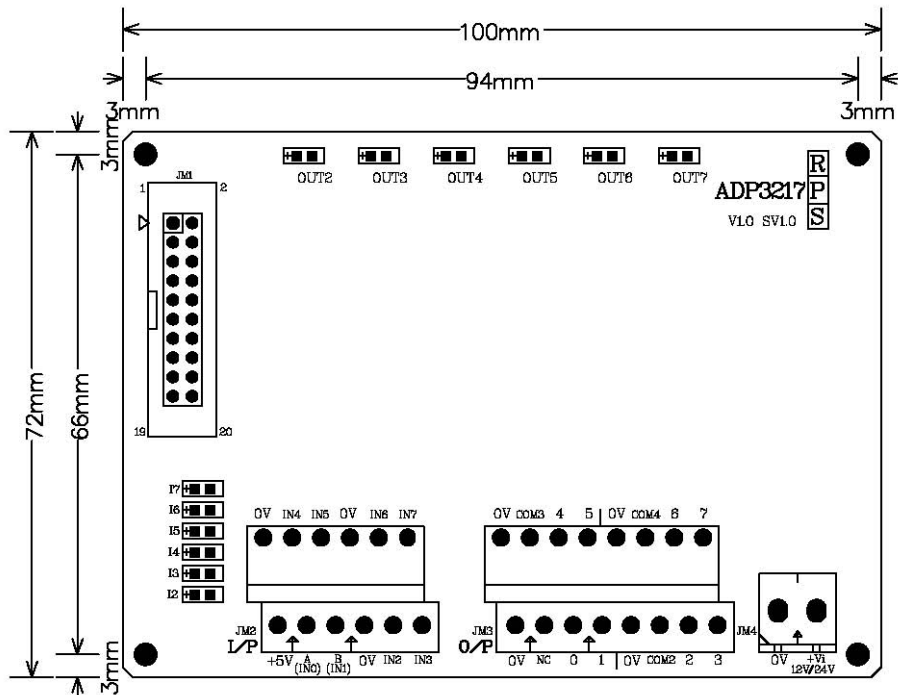 100mm
94mm
3mm 3mm
3mm
OUT2 OUT3 OUT4 OUT5 OUT6 OUT7
R
ADP3217 P
S
V1.0 SV1.0
JM1
1 2
72mm
66mm
19 20
I7
I6
I5
I4
I3
I2
0V IN4 IN5 0V IN6 IN7
0V COM3 4 5 0V COM4 6 7
JM2
I/P
+5V A B 0V IN2 IN3
(IN0) (IN1)
JM3
O/P
0V NC 0 1 0V COM2 2 3
JM4
0V +Vi
12V/24V
3mm